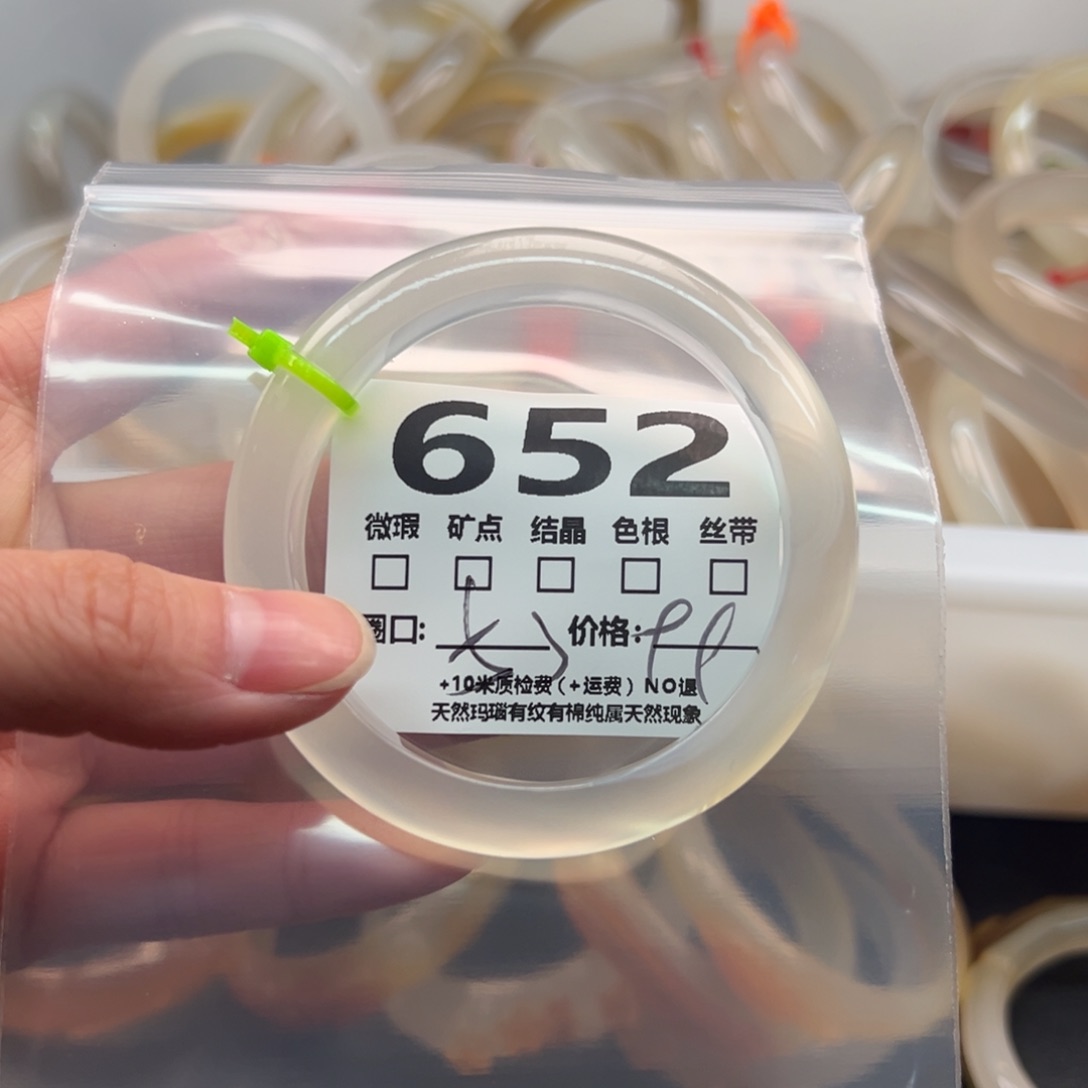 652
微瑕 矿点 结晶 色根 丝带
圈口: 价格:
+10米质检费(+运费) NO退
天然玛瑙有纹有棉纯属天然现象